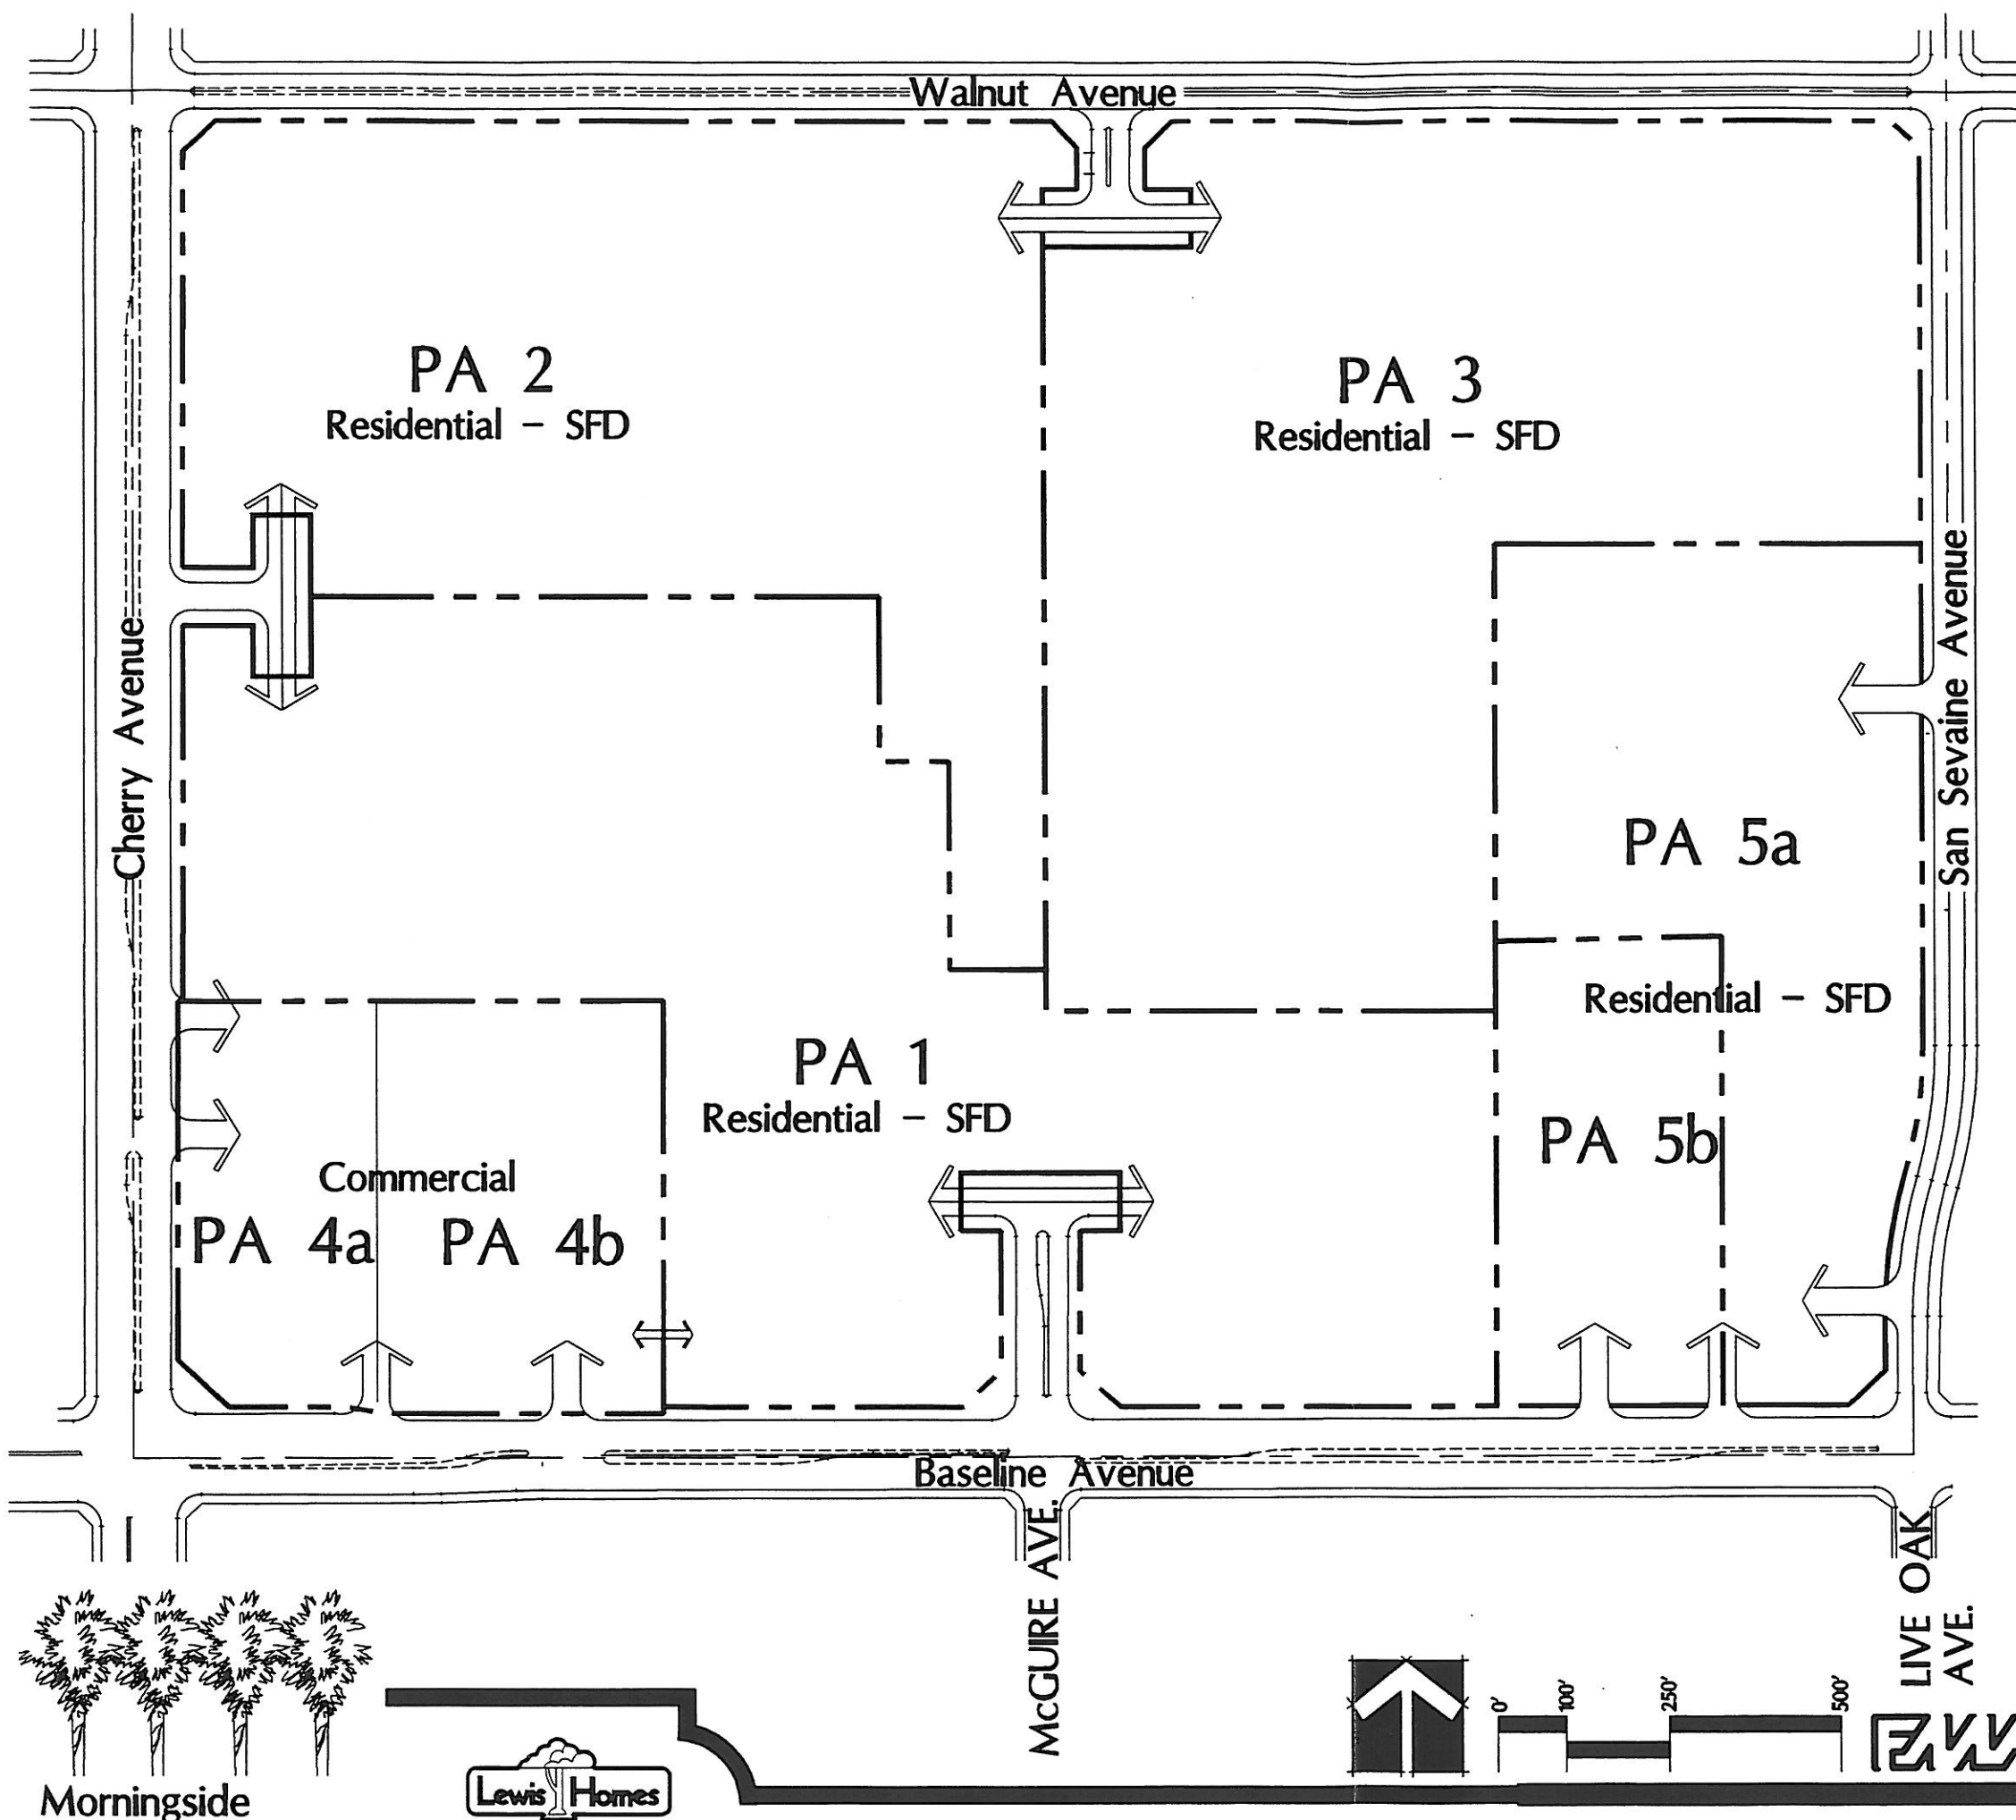 Walnut Avenue
PA 2
Residential – SFD
PA 3
Residential – SFD
Cherry Avenue
San Sevaine Avenue
PA 5a
Residential – SFD
PA 1
Residential – SFD
PA 5b
Commercial
PA 4a
PA 4b
Baseline Avenue
McGUIRE AVE.
LIVE OAK
AVE.
0'
100'
250'
500'
Morningside
Lewis Homes